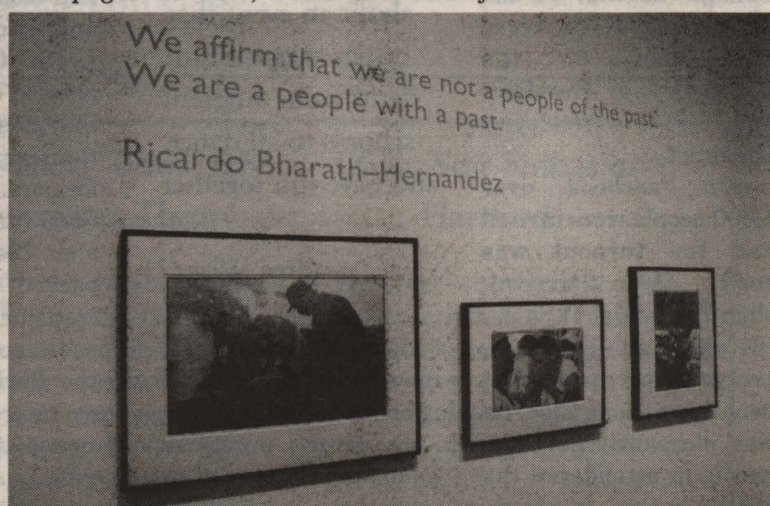 We affirm that we are not a people of the past.
We are a people with a past.
Ricardo Bharath–Hernandez